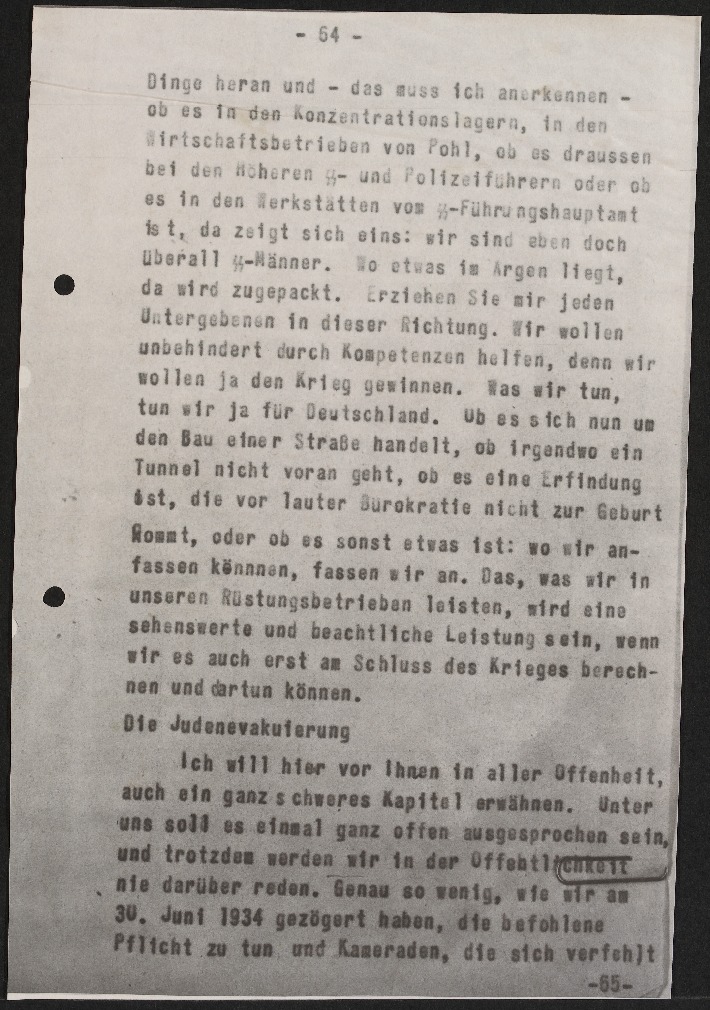 - 64 -
Dinge heran und - das muss ich anerkennen -
ob es in den Konzentrationslagern, in den
Wirtschaftsbetrieben von Pohl, ob es draussen
bei den Höheren ᛋᛋ- und Polizeiführern oder ob
es in den Werkstätten vom ᛋᛋ-Führungshauptamt
ist, da zeigt sich eins: wir sind eben doch
überall ᛋᛋ-Männer. Wo etwas im Argen liegt,
da wird zugepackt. Erziehen Sie mir jeden
Untergebenen in dieser Richtung. Wir wollen
unbehindert durch Kompetenzen helfen, denn wir
wollen ja den Krieg gewinnen. Was wir tun,
tun wir ja für Deutschland. Ob es sich nun um
den Bau einer Straße handelt, ob irgendwo ein
Tunnel nicht voran geht, ob es eine Erfindung
ist, die vor lauter Bürokratie nicht zur Geburt
kommt, oder ob es sonst etwas ist: wo wir an-
fassen könnnen, fassen wir an. Das, was wir in
unseren Rüstungsbetrieben leisten, wird eine
sehenswerte und beachtliche Leistung sein, wenn
wir es auch erst am Schluss des Krieges berech-
nen und dartun können.
Die Judenevakuierung
Ich will hier vor Ihnen in aller Offenheit,
auch ein ganz schweres Kapitel erwähnen. Unter
uns soll es einmal ganz offen ausgesprochen sein,
und trotzdem werden wir in der Offebtlichkeit
nie darüber reden. Genau so wenig, wie wir am
30. Juni 1934 gezögert haben, die befohlene
Pflicht zu tun und Kameraden, die sich verfehlt
-65-